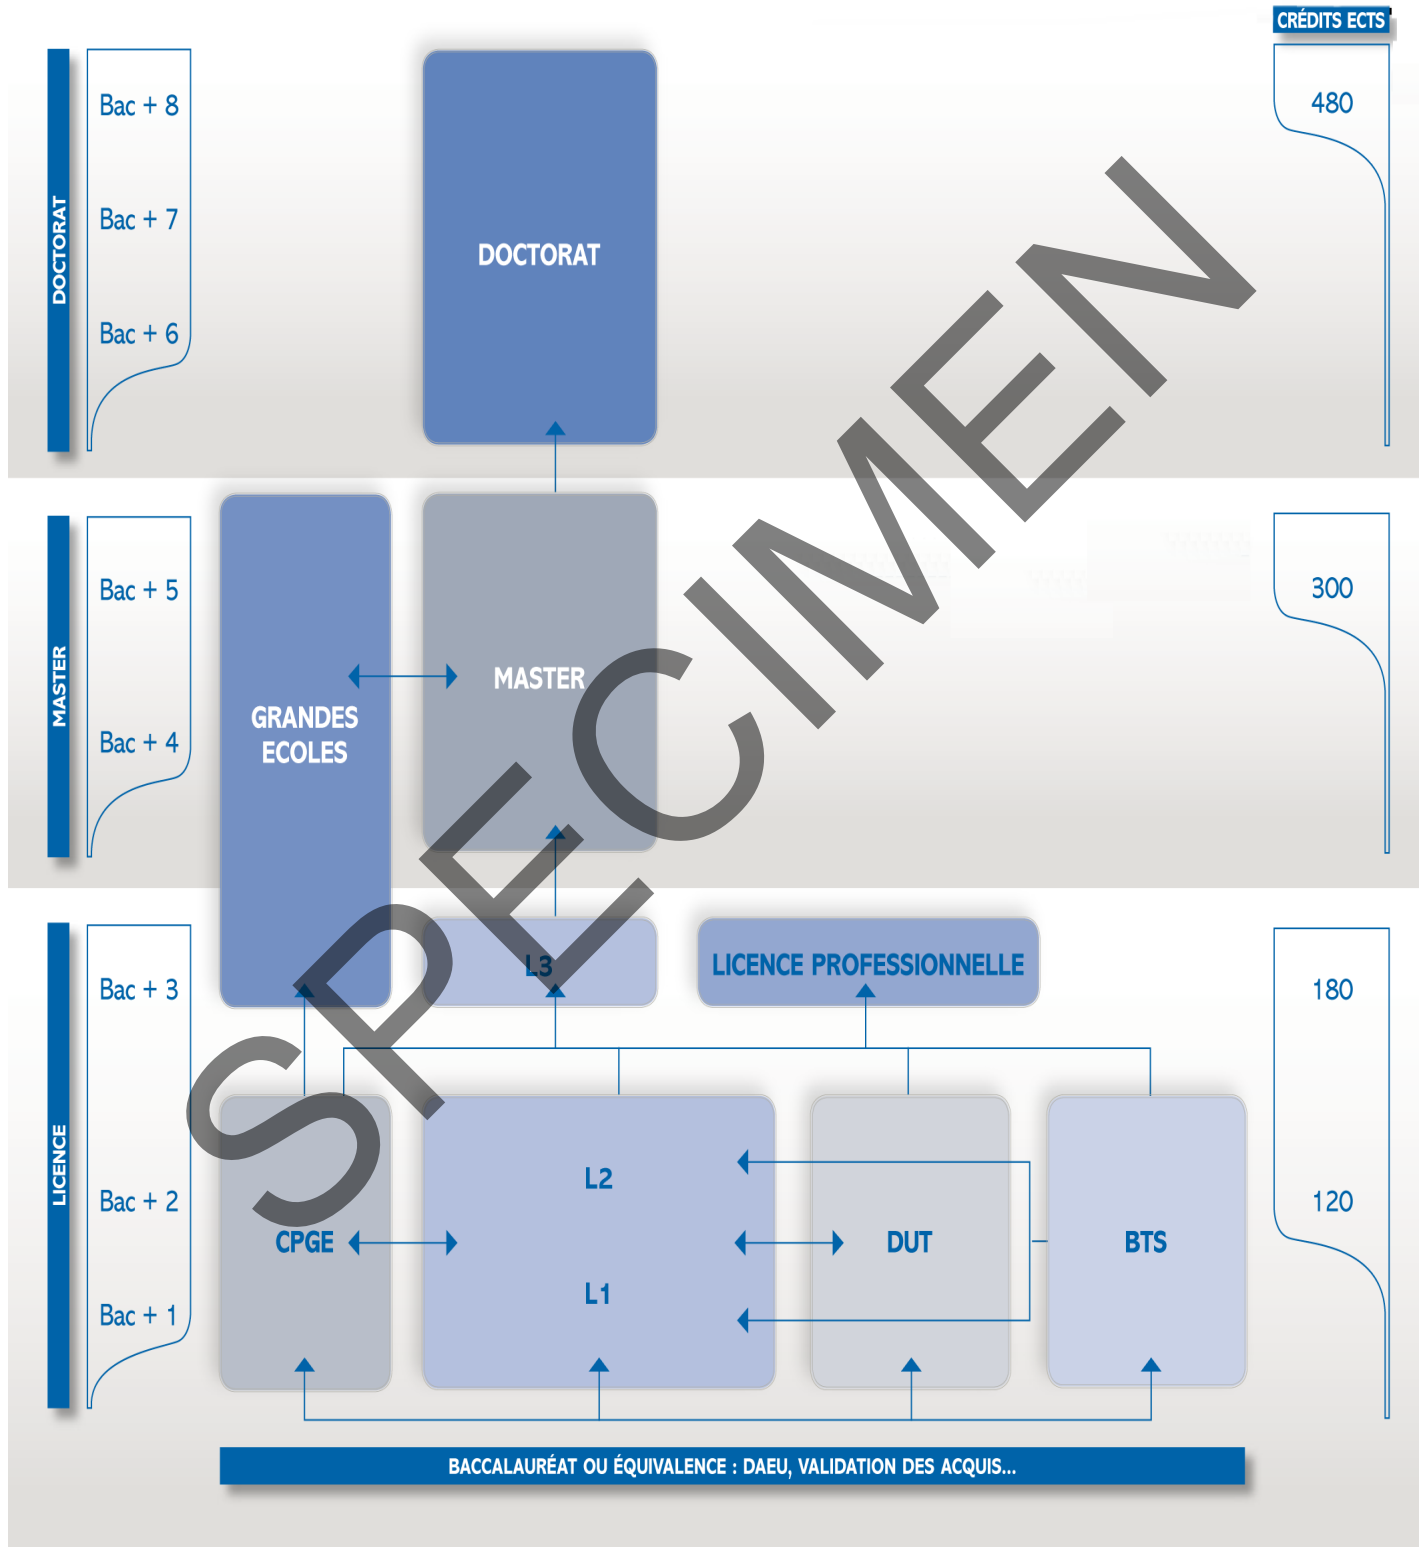 CRÉDITS ECTS
DOCTORAT
Bac + 8
480
Bac + 7
DOCTORAT
Bac + 6
MASTER
Bac + 5
300
MASTER
GRANDES
ECOLES
Bac + 4
LICENCE
L3
LICENCE PROFESSIONNELLE
Bac + 3
180
L2
Bac + 2
120
CPGE
DUT
BTS
L1
Bac + 1
BACCALAURÉAT OU ÉQUIVALENCE : DAEU, VALIDATION DES ACQUIS...
SPECIMEN